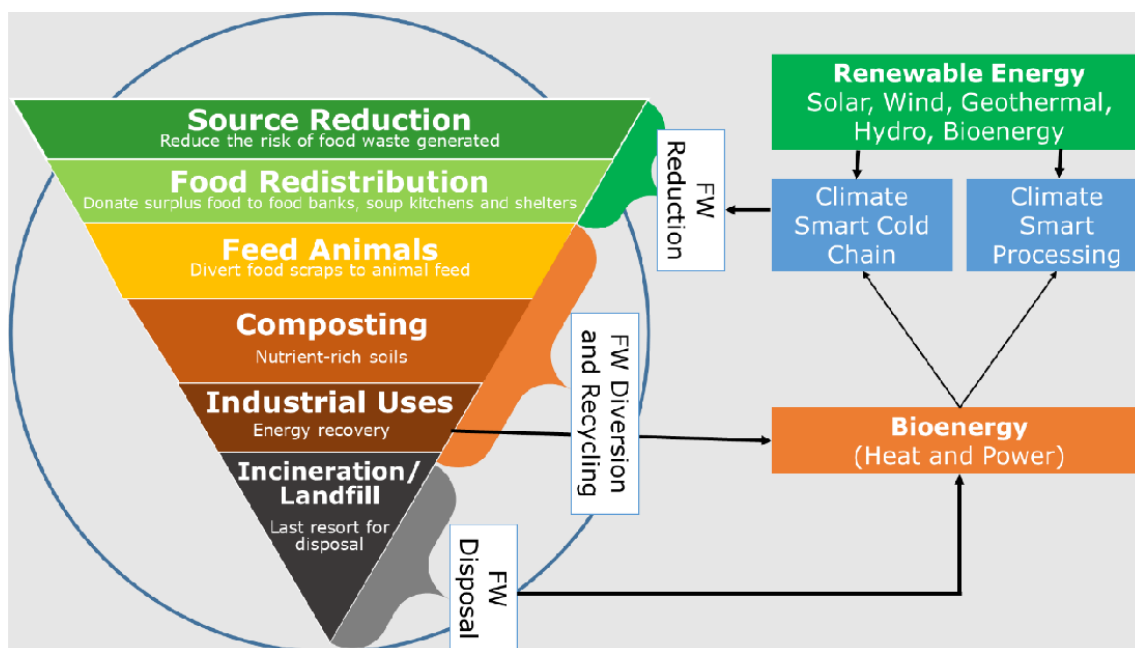 Source Reduction
Reduce the risk of food waste generated
Food Redistribution
Donate surplus food to food banks, soup kitchens and shelters
Feed Animals
Divert food scraps to animal feed
Composting
Nutrient-rich soils
Industrial Uses
Energy recovery
Incineration/
Landfill
Last resort for
disposal
FW
Reduction
FW Diversion
and Recycling
FW
Disposal
Renewable Energy
Solar, Wind, Geothermal,
Hydro, Bioenergy
Climate
Smart Cold
Chain
Climate
Smart
Processing
Bioenergy
(Heat and Power)